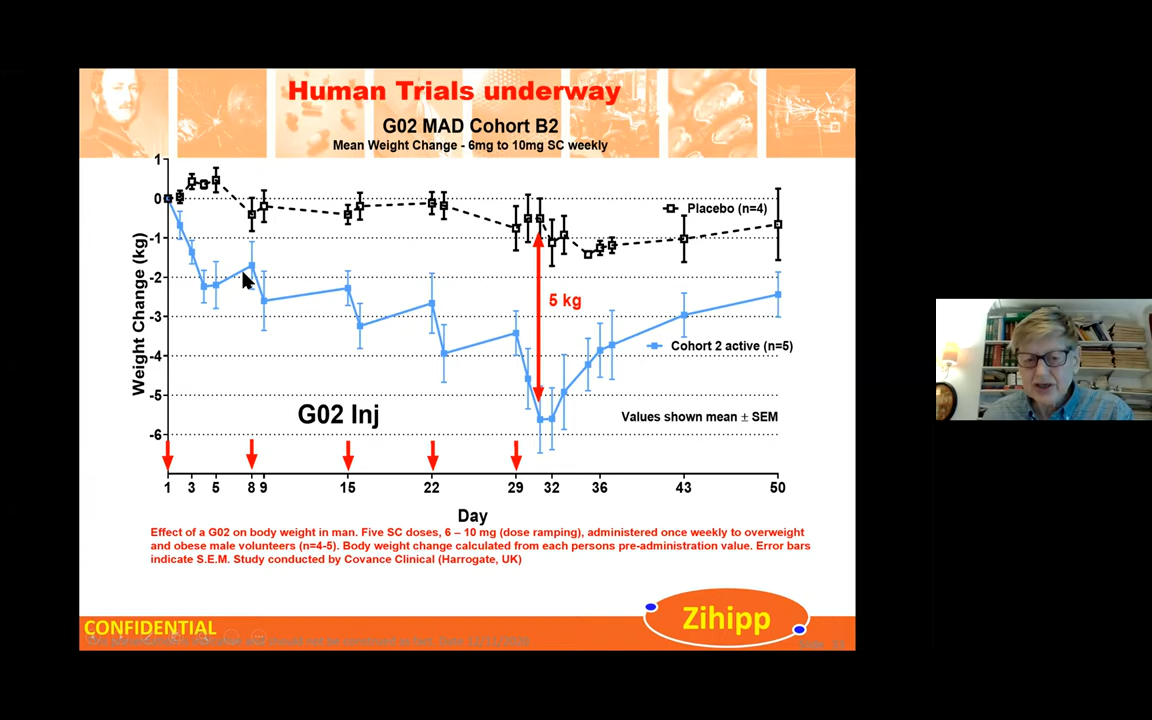 Human Trials underway
G02 MAD Cohort B2
Mean Weight Change - 6mg to 10mg SC weekly
1
0
-1
-2
-3
-4
-5
-6
Weight Change (kg)
Placebo (n=4)
5 kg
Cohort 2 active (n=5)
G02 Inj
Values shown mean ± SEM
1 3 5 8 9 15 22 29 32 36 43 50
Day
Effect of a G02 on body weight in man. Five SC doses, 6 – 10 mg (dose ramping), administered once weekly to overweight
and obese male volunteers (n=4-5). Body weight change calculated from each persons pre-administration value. Error bars
indicate S.E.M. Study conducted by Covance Clinical (Harrogate, UK)
CONFIDENTIAL
Zihipp